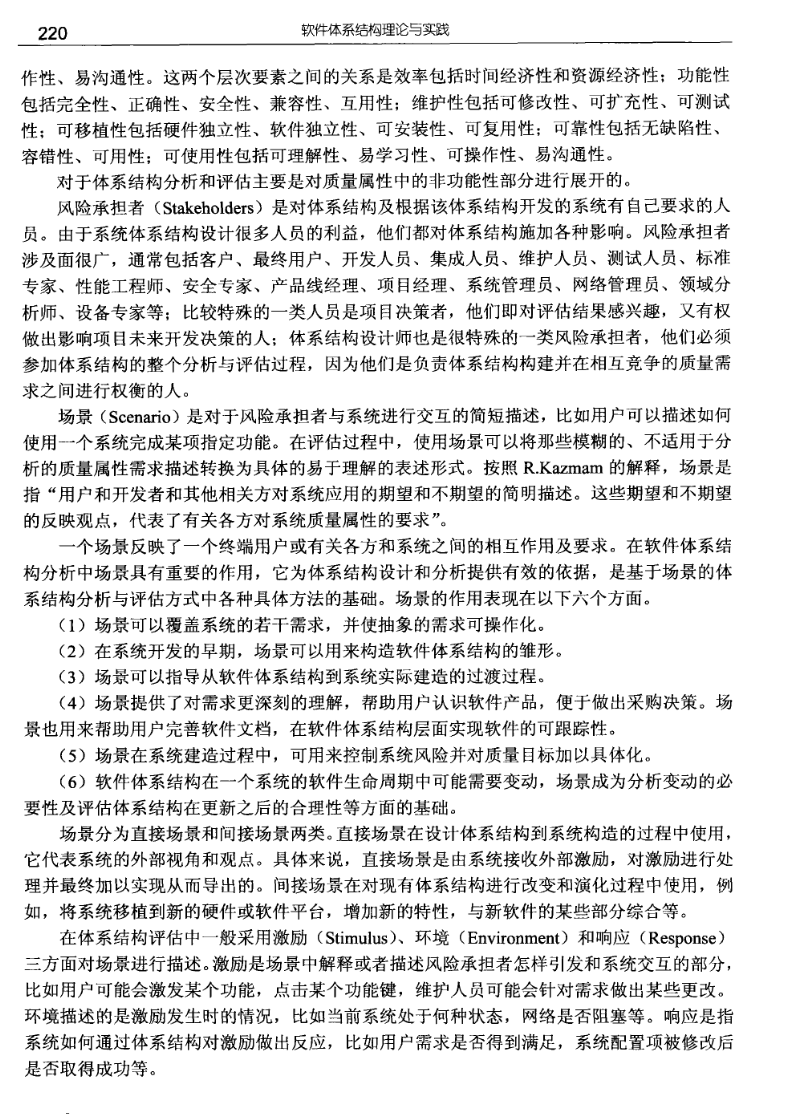 220
软件体系结构理论与实践
作性、易沟通性。这两个层次要素之间的关系是效率包括时间经济性和资源经济性；功能性
包括完全性、正确性、安全性、兼容性、互用性；维护性包括可修改性、可扩充性、可测试
性；可移植性包括硬件独立性、软件独立性、可安装性、可复用性；可靠性包括无缺陷性、
容错性、可用性；可使用性包括可理解性、易学习性、可操作性、易沟通性。
对于体系结构分析和评估主要是对质量属性中的非功能性部分进行展开的。
风险承担者（Stakeholders）是对体系结构及根据该体系结构开发的系统有自己要求的人
员。由于系统体系结构设计很多人员的利益，他们都对体系结构施加各种影响。风险承担者
涉及面很广，通常包括客户、最终用户、开发人员、集成人员、维护人员、测试人员、标准
专家、性能工程师、安全专家、产品线经理、项目经理、系统管理员、网络管理员、领域分
析师、设备专家等；比较特殊的一类人员是项目决策者，他们即对评估结果感兴趣，又有权
做出影响项目未来开发决策的人；体系结构设计师也是很特殊的一类风险承担者，他们必须
参加体系结构的整个分析与评估过程，因为他们是负责体系结构构建并在相互竞争的质量需
求之间进行权衡的人。
场景（Scenario）是对于风险承担者与系统进行交互的简短描述，比如用户可以描述如何
使用一个系统完成某项指定功能。在评估过程中，使用场景可以将那些模糊的、不适用于分
析的质量属性需求描述转换为具体的易于理解的表述形式。按照 R.Kazmam 的解释，场景是
指“用户和开发者和其他相关方对系统应用的期望和不期望的简明描述。这些期望和不期望
的反映观点，代表了有关各方对系统质量属性的要求”。
一个场景反映了一个终端用户或有关各方和系统之间的相互作用及要求。在软件体系结
构分析中场景具有重要的作用，它为体系结构设计和分析提供有效的依据，是基于场景的体
系结构分析与评估方式中各种具体方法的基础。场景的作用表现在以下六个方面。
（1）场景可以覆盖系统的若干需求，并使抽象的需求可操作化。
（2）在系统开发的早期，场景可以用来构造软件体系结构的雏形。
（3）场景可以指导从软件体系结构到系统实际建造的过渡过程。
（4）场景提供了对需求更深刻的理解，帮助用户认识软件产品，便于做出采购决策。场
景也用来帮助用户完善软件文档，在软件体系结构层面实现软件的可跟踪性。
（5）场景在系统建造过程中，可用来控制系统风险并对质量目标加以具体化。
（6）软件体系结构在一个系统的软件生命周期中可能需要变动，场景成为分析变动的必
要性及评估体系结构在更新之后的合理性等方面的基础。
场景分为直接场景和间接场景两类。直接场景在设计体系结构到系统构造的过程中使用，
它代表系统的外部视角和观点。具体来说，直接场景是由系统接收外部激励，对激励进行处
理并最终加以实现从而导出的。间接场景在对现有体系结构进行改变和演化过程中使用，例
如，将系统移植到新的硬件或软件平台，增加新的特性，与新软件的某些部分综合等。
在体系结构评估中一般采用激励（Stimulus）、环境（Environment）和响应（Response）
三方面对场景进行描述。激励是场景中解释或者描述风险承担者怎样引发和系统交互的部分，
比如用户可能会激发某个功能，点击某个功能键，维护人员可能会针对需求做出某些更改。
环境描述的是激励发生时的情况，比如当前系统处于何种状态，网络是否阻塞等。响应是指
系统如何通过体系结构对激励做出反应，比如用户需求是否得到满足，系统配置项被修改后
是否取得成功等。